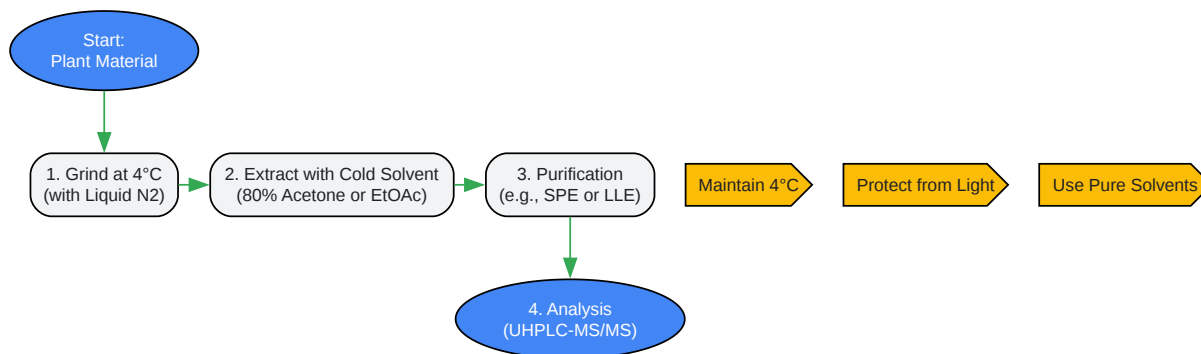 Start:
Plant Material
1. Grind at 4°C
(with Liquid N2)
2. Extract with Cold Solvent
(80% Acetone or EtOAc)
3. Purification
(e.g., SPE or LLE)
Maintain 4°C
Protect from Light
Use Pure Solvents
4. Analysis
(UHPLC-MS/MS)